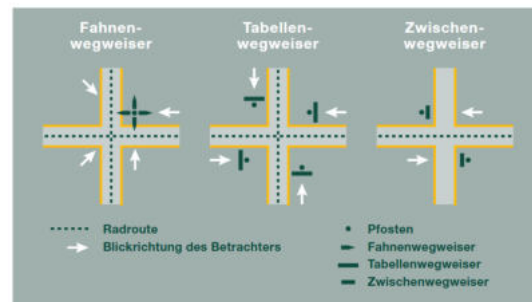 Fahnen-
wegweiser
Tabellen-
wegweiser
Zwischen-
wegweiser
Radroute
Blickrichtung des Betrachters
Pfosten
Fahnenwegweiser
Tabellenwegweiser
Zwischenwegweiser